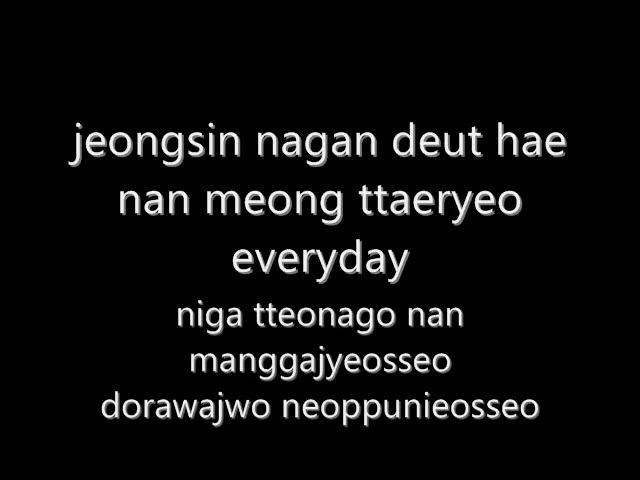 jeongsin nagan deut hae
nan meong ttaeryeo
everyday
niga tteonago nan
manggajyeosseo
dorawajwo neoppunieosseo